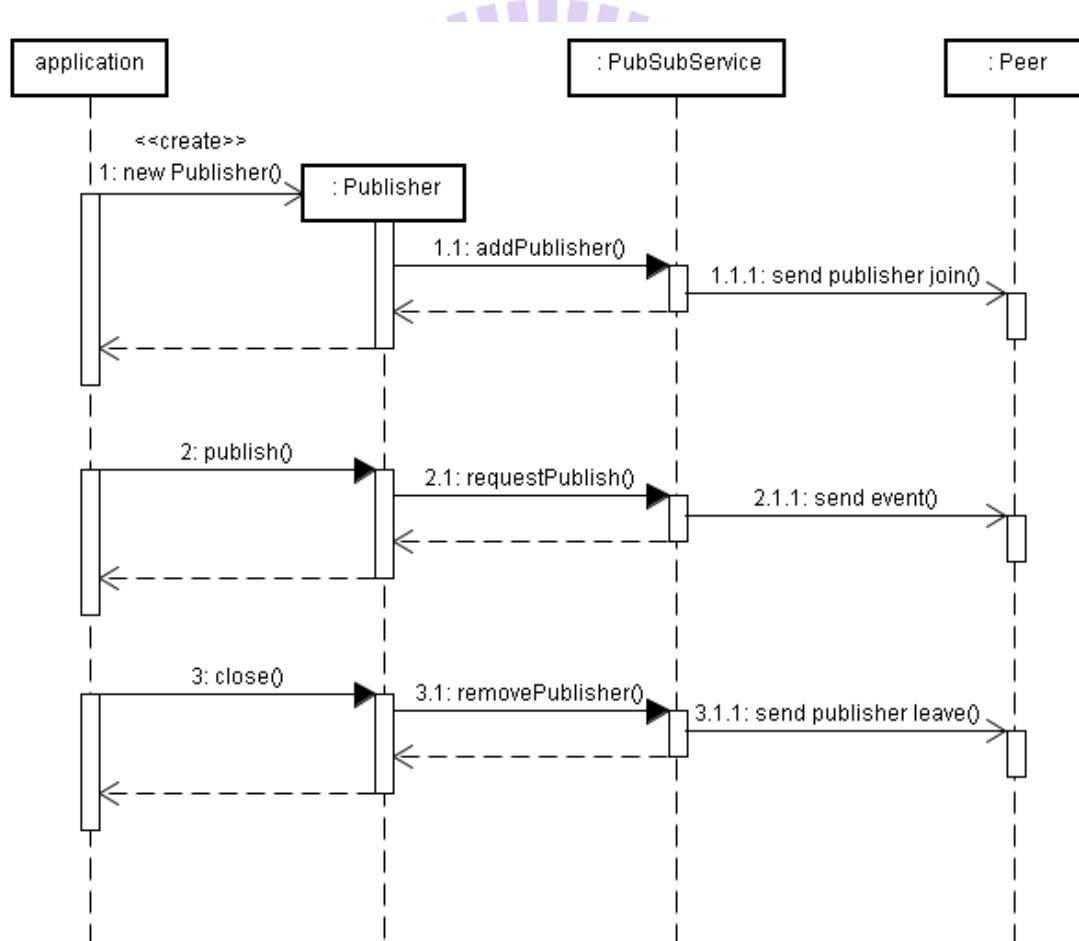 application
: PubSubService
: Peer
<<create>>
1: new Publisher()
: Publisher
1.1: addPublisher()
1.1.1: send publisher join()
2: publish()
2.1: requestPublish()
2.1.1: send event()
3: close()
3.1: removePublisher()
3.1.1: send publisher leave()